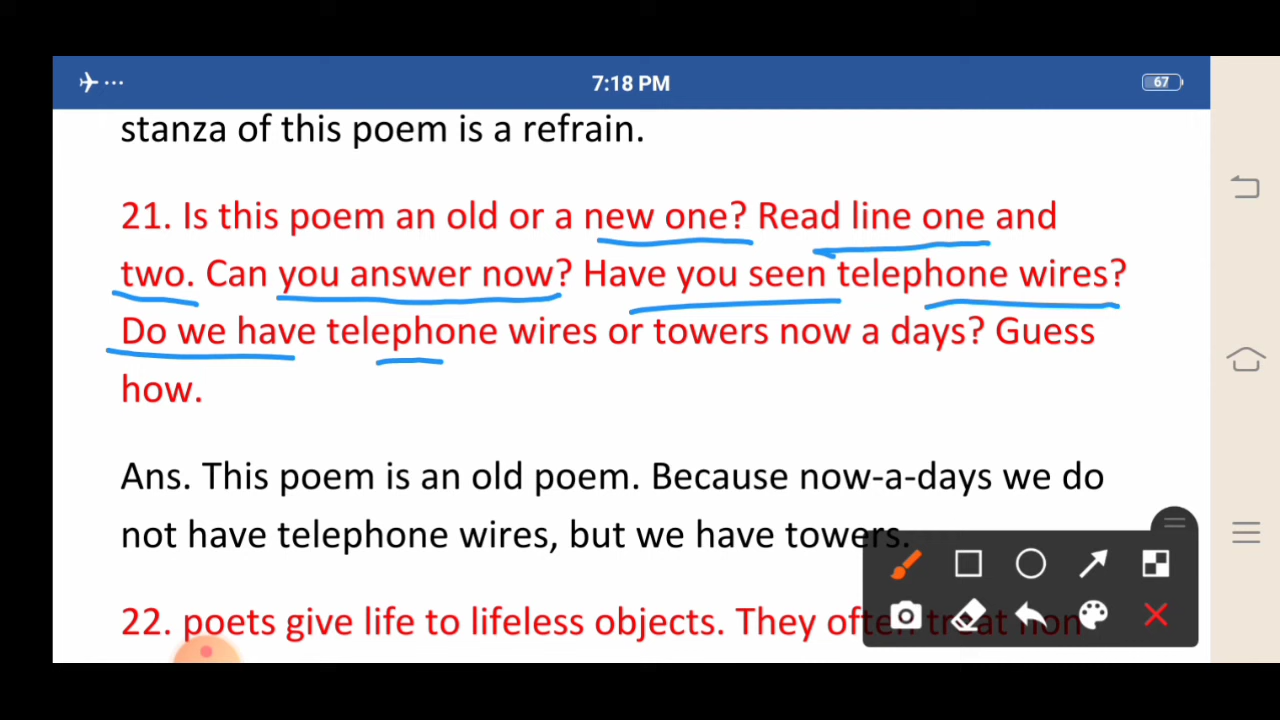 7:18 PM
67
stanza of this poem is a refrain.
21. Is this poem an old or a new one? Read line one and
two. Can you answer now? Have you seen telephone wires?
Do we have telephone wires or towers now a days? Guess
how.
Ans. This poem is an old poem. Because now-a-days we do
not have telephone wires, but we have towers.
22. poets give life to lifeless objects. They often treat non